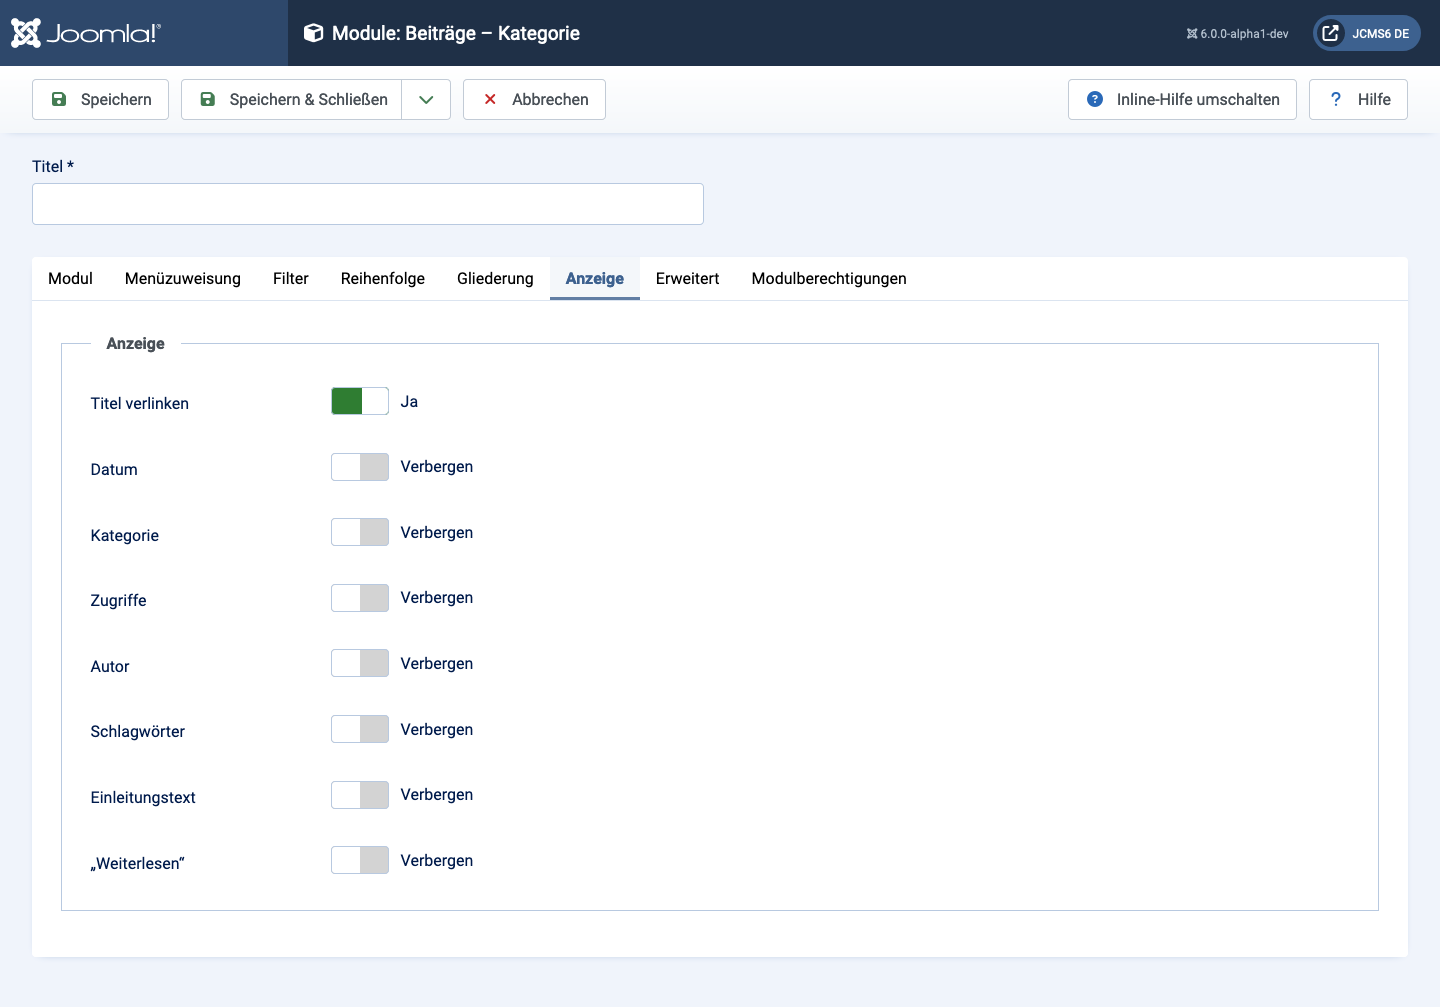 Joomla!®
Module: Beiträge – Kategorie
6.0.0-alpha1-dev
JCMS6 DE
Speichern
Speichern & Schließen
Abbrechen
Inline-Hilfe umschalten
? Hilfe
Titel *
Modul
Menüzuweisung
Filter
Reihenfolge
Gliederung
Anzeige
Erweitert
Modulberechtigungen
Anzeige
Titel verlinken
Ja
Datum
Verbergen
Kategorie
Verbergen
Zugriffe
Verbergen
Autor
Verbergen
Schlagwörter
Verbergen
Einleitungstext
Verbergen
„Weiterlesen“
Verbergen